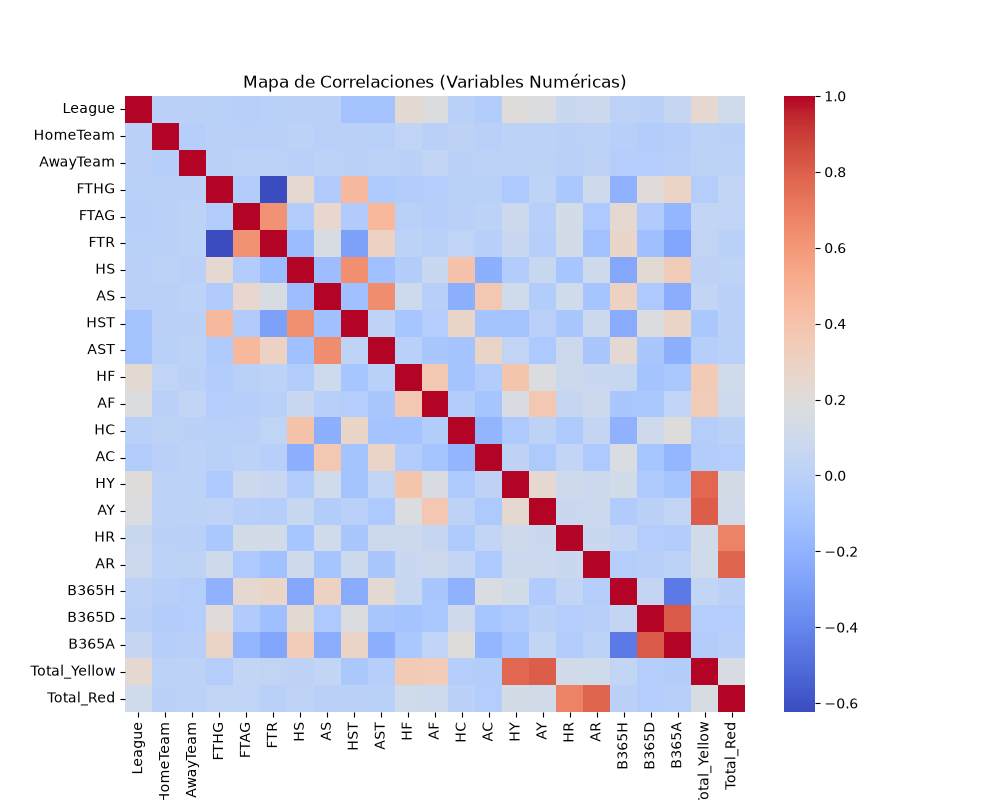 Mapa de Correlaciones (Variables Numéricas)
League
HomeTeam
AwayTeam
FTHG
FTAG
FTR
HS
AS
HST
AST
HF
AF
HC
AC
HY
AY
HR
AR
B365H
B365D
B365A
Total_Yellow
Total_Red
League
HomeTeam
AwayTeam
FTHG
FTAG
FTR
HS
AS
HST
AST
HF
AF
HC
AC
HY
AY
HR
AR
B365H
B365D
B365A
otal_Yellow
Total_Red
1.0
0.8
0.6
0.4
0.2
0.0
−0.2
−0.4
−0.6